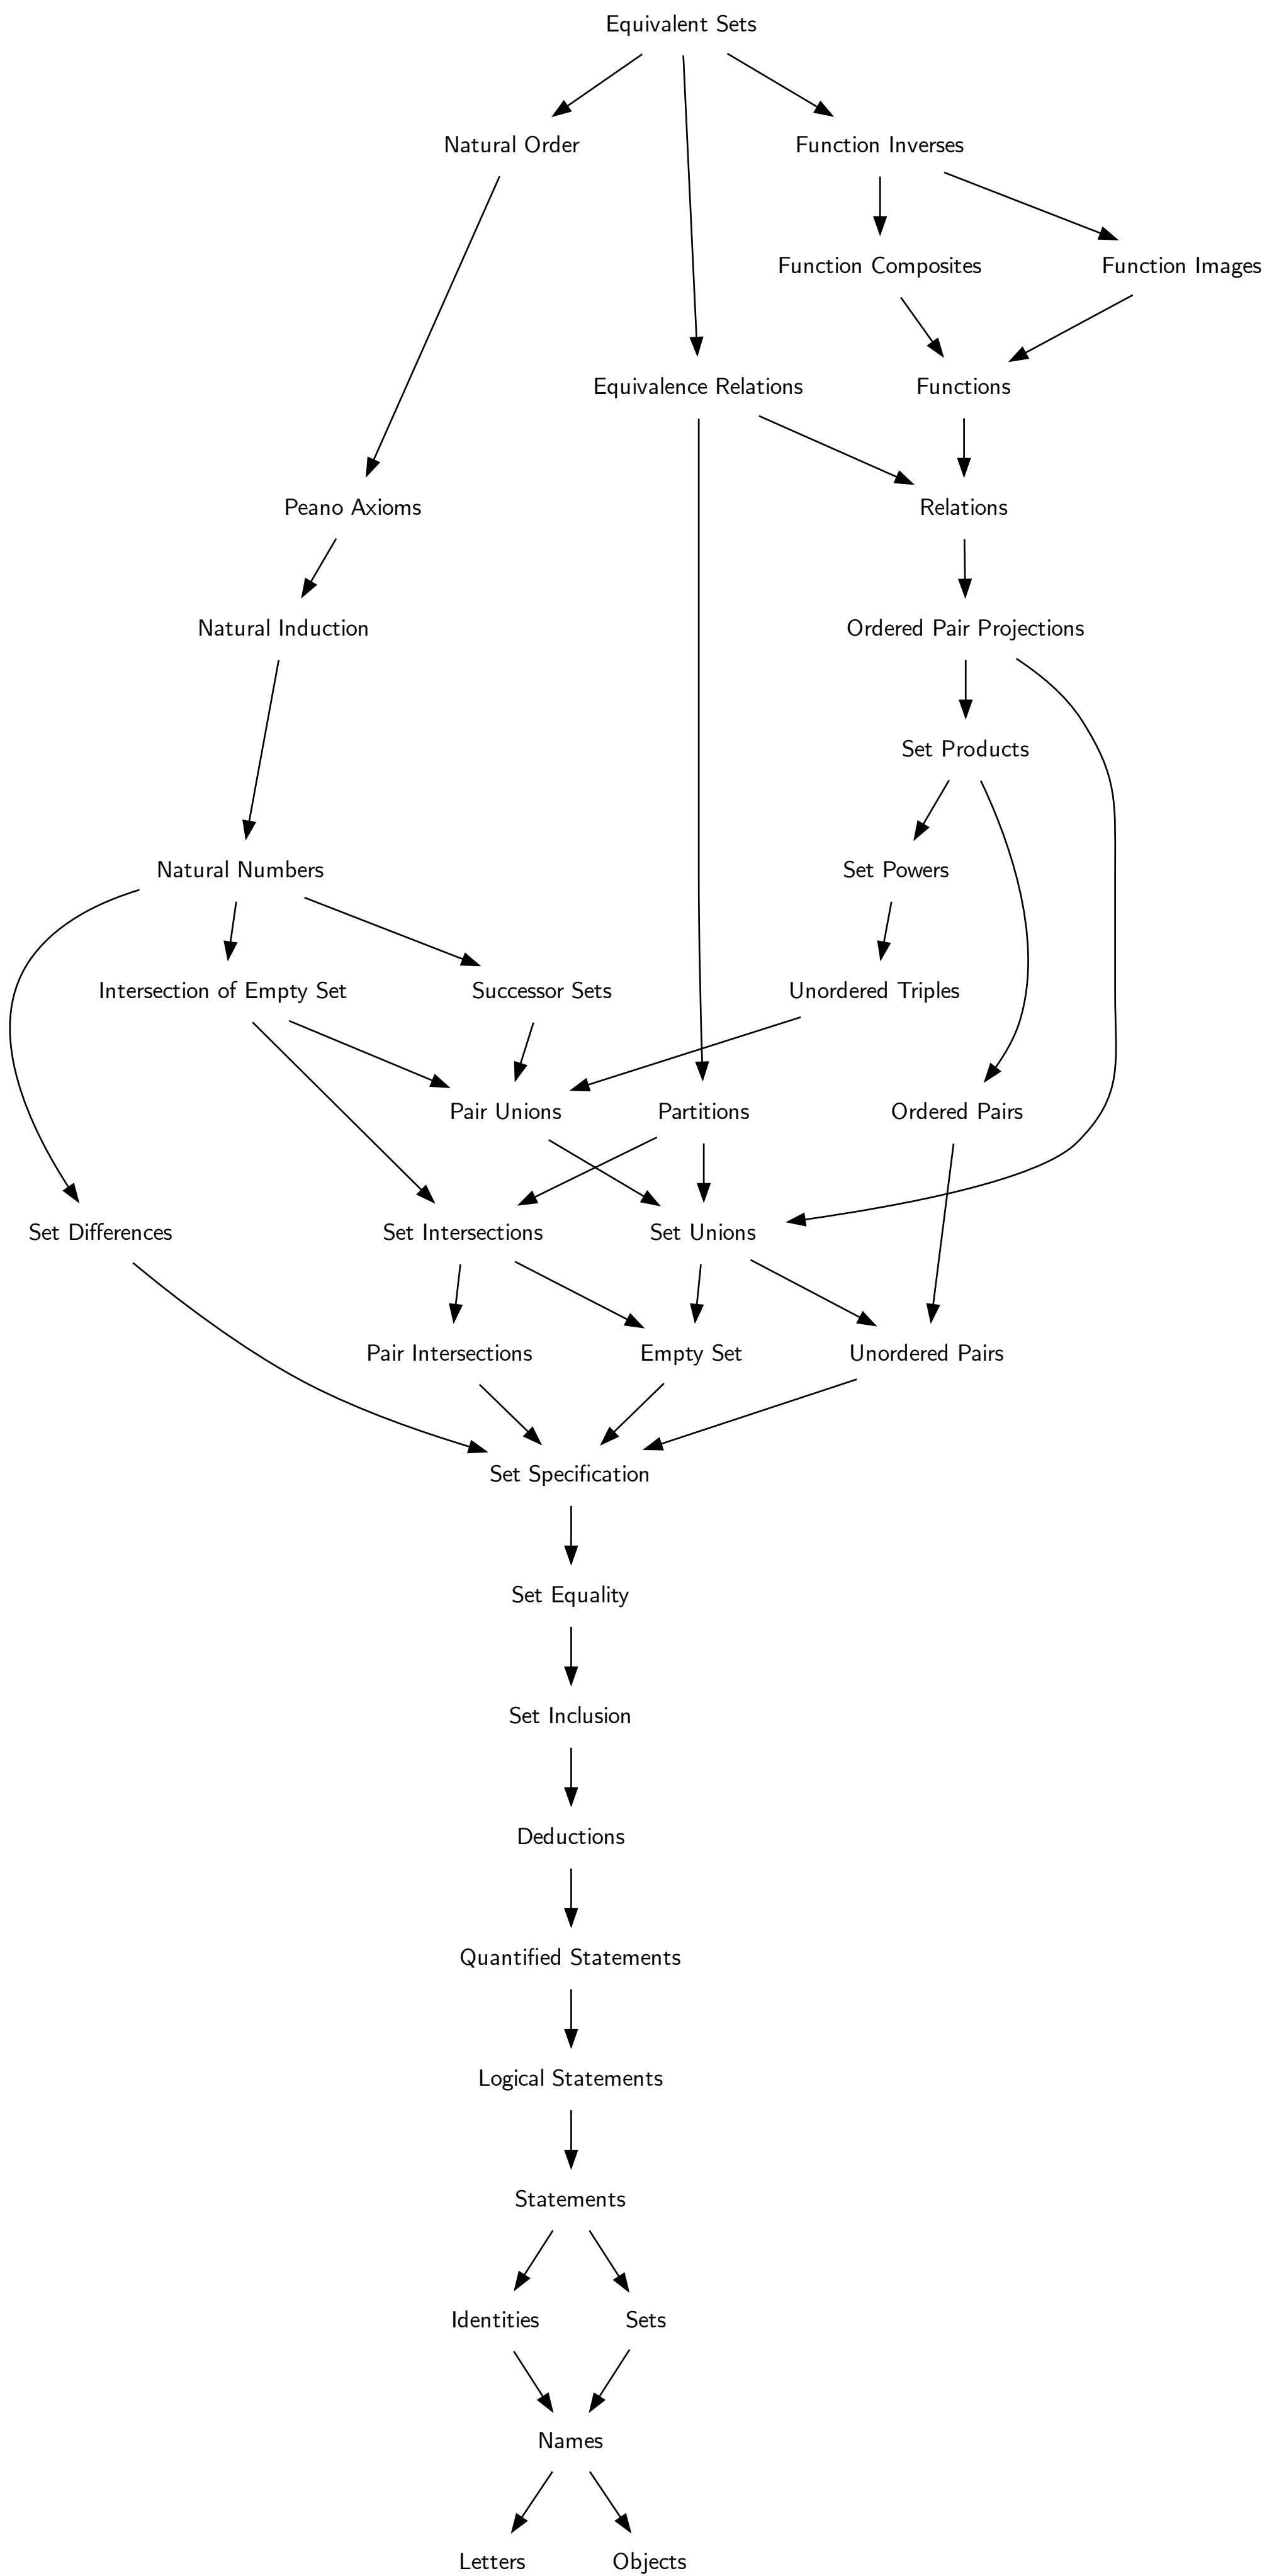 Equivalent Sets
Natural Order
Function Inverses
Function Composites
Function Images
Equivalence Relations
Functions
Peano Axioms
Relations
Natural Induction
Ordered Pair Projections
Set Products
Natural Numbers
Set Powers
Intersection of Empty Set
Successor Sets
Unordered Triples
Pair Unions
Partitions
Ordered Pairs
Set Differences
Set Intersections
Set Unions
Pair Intersections
Empty Set
Unordered Pairs
Set Specification
Set Equality
Set Inclusion
Deductions
Quantified Statements
Logical Statements
Statements
Identities
Sets
Names
Letters
Objects